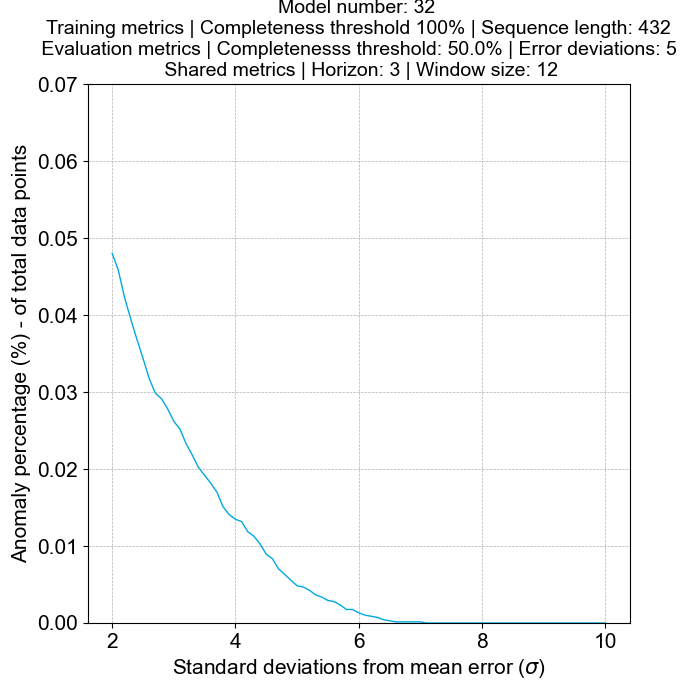 Model number: 32
Training metrics | Completeness threshold 100% | Sequence length: 432
Evaluation metrics | Completenesss threshold: 50.0% | Error deviations: 5
Shared metrics | Horizon: 3 | Window size: 12
0.07
0.06
0.05
0.04
0.03
0.02
0.01
0.00
Anomaly percentage (%) - of total data points
2 4 6 8 10
Standard deviations from mean error (σ)